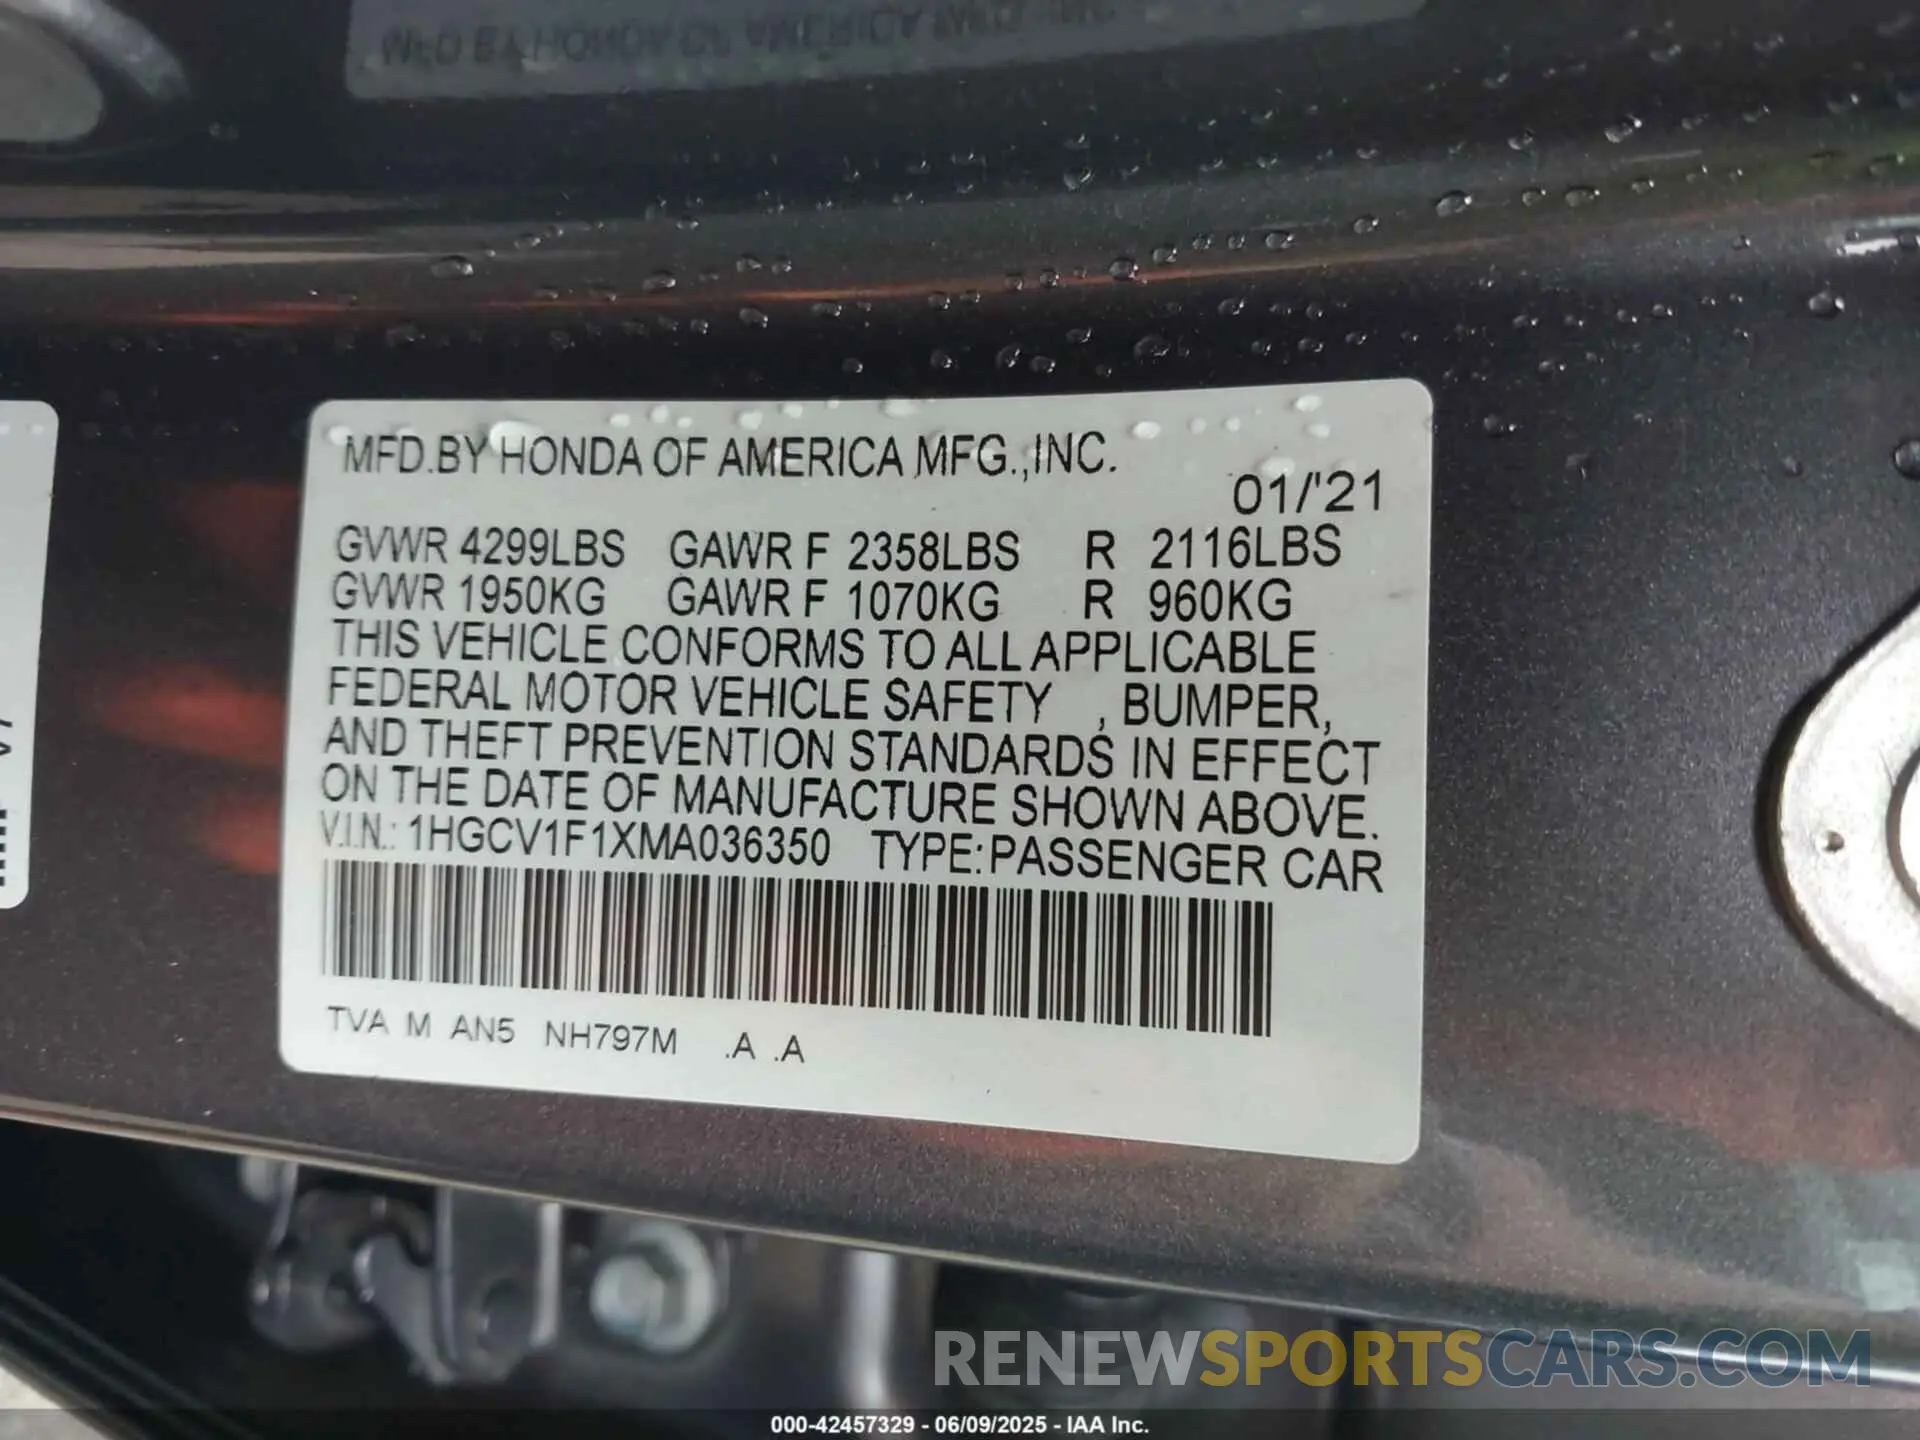 MFD.BY HONDA OF AMERICA MFG.,INC.
01/'21
GVWR 4299LBS GAWR F 2358LBS R 2116LBS
GVWR 1950KG GAWR F 1070KG R 960KG
THIS VEHICLE CONFORMS TO ALL APPLICABLE
FEDERAL MOTOR VEHICLE SAFETY , BUMPER,
AND THEFT PREVENTION STANDARDS IN EFFECT
ON THE DATE OF MANUFACTURE SHOWN ABOVE.
V.I.N.: 1HGCV1F1XMA036350 TYPE:PASSENGER CAR
TVA M AN5 NH797M .A .A
RENEWSPORTSCARS.COM
000-42457329 - 06/09/2025 - IAA Inc.